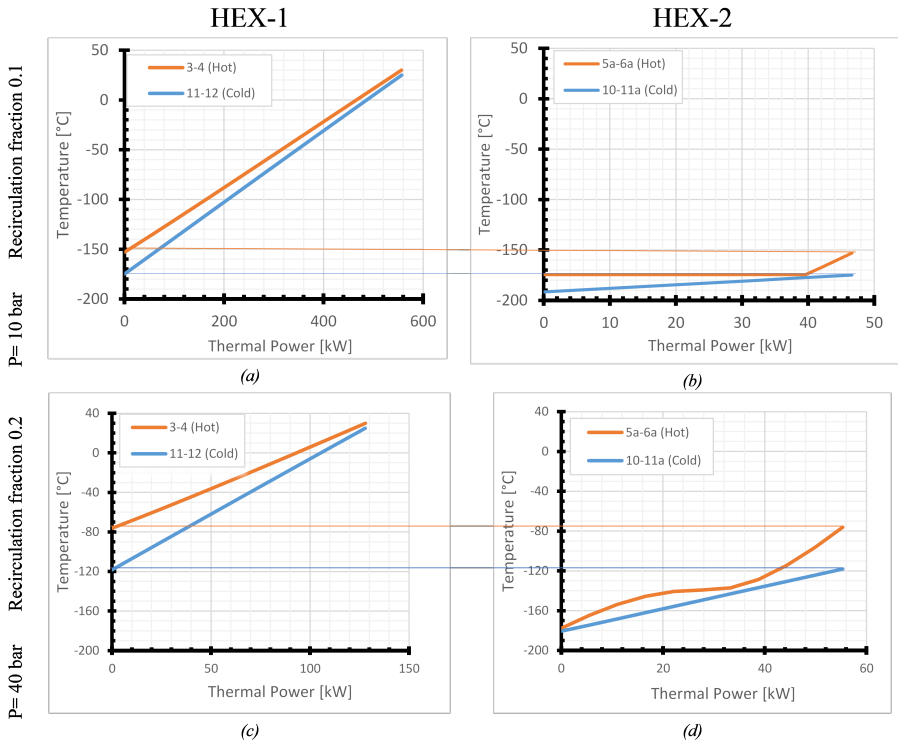 HEX-1
HEX-2
Recirculation fraction 0.1
P= 10 bar
50
0
-50
-100
-150
-200
Temperature [°C]
3-4 (Hot)
11-12 (Cold)
0
200
400
600
Thermal Power [kW]
(a)
50
0
-50
-100
-150
-200
Temperature [°C]
5a-6a (Hot)
10-11a (Cold)
0
10
20
30
40
50
Thermal Power [kW]
(b)
Recirculation fraction 0.2
P= 40 bar
40
0
-40
-80
-120
-160
-200
Temperature [°C]
3-4 (Hot)
11-12 (Cold)
0
50
100
150
Thermal Power [kW]
(c)
40
0
-40
-80
-120
-160
-200
Temperature [°C]
5a-6a (Hot)
10-11a (Cold)
0
20
40
60
Thermal Power [kW]
(d)